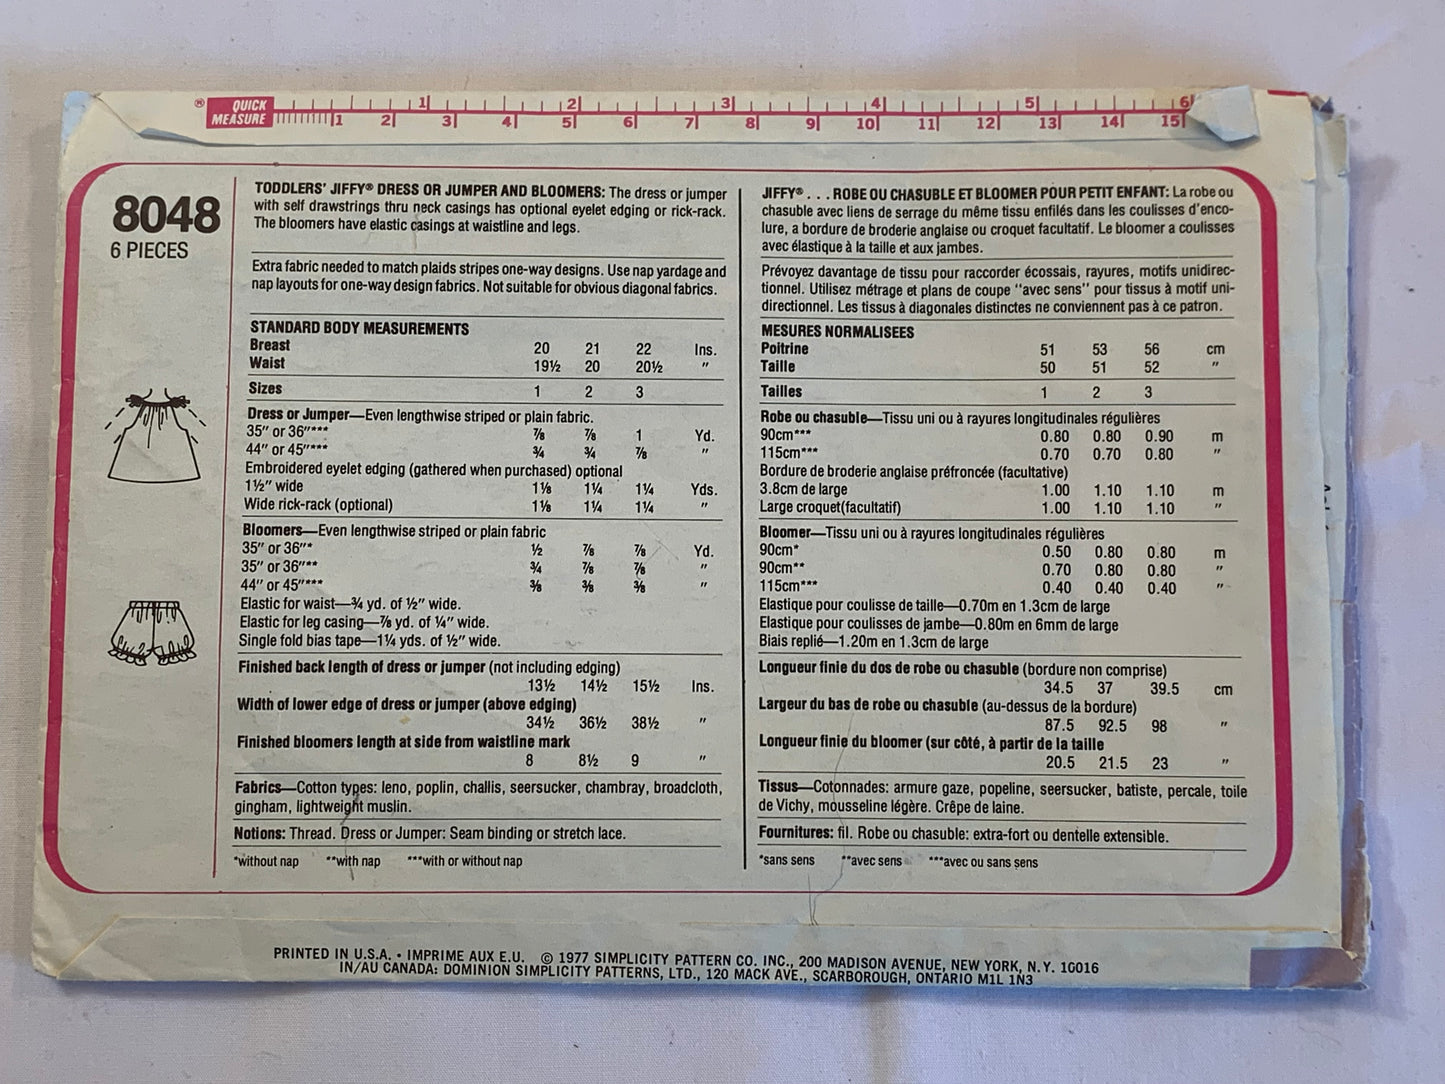 ® QUICK MEASURE
1 2 3 4 5 6
1 2 3 4 5 6 7 8 9 10 11 12 13 14 15
8048
6 PIECES
TODDLERS' JIFFY® DRESS OR JUMPER AND BLOOMERS: The dress or jumper
with self drawstrings thru neck casings has optional eyelet edging or rick-rack.
The bloomers have elastic casings at waistline and legs.
Extra fabric needed to match plaids stripes one-way designs. Use nap yardage and
nap layouts for one-way design fabrics. Not suitable for obvious diagonal fabrics.
STANDARD BODY MEASUREMENTS
Breast 20 21 22 Ins.
Waist 19½ 20 20½ "
Sizes 1 2 3
Dress or Jumper—Even lengthwise striped or plain fabric.
35" or 36"*** ⅞ ⅞ 1 Yd.
44" or 45"*** ¾ ¾ ⅞ "
Embroidered eyelet edging (gathered when purchased) optional
1½" wide 1⅛ 1¼ 1¼ Yds.
Wide rick-rack (optional) 1⅛ 1¼ 1¼ "
Bloomers—Even lengthwise striped or plain fabric
35" or 36"* ½ ⅞ ⅞ Yd.
35" or 36"** ¾ ⅞ ⅞ "
44" or 45"*** ⅜ ⅜ ⅜ "
Elastic for waist—¾ yd. of ½" wide.
Elastic for leg casing—⅞ yd. of ¼" wide.
Single fold bias tape—1¼ yds. of ½" wide.
Finished back length of dress or jumper (not including edging)
13½ 14½ 15½ Ins.
Width of lower edge of dress or jumper (above edging)
34½ 36½ 38½ "
Finished bloomers length at side from waistline mark
8 8½ 9 "
Fabrics—Cotton types: leno, poplin, challis, seersucker, chambray, broadcloth,
gingham, lightweight muslin.
Notions: Thread. Dress or Jumper: Seam binding or stretch lace.
*without nap **with nap ***with or without nap
JIFFY® . . . ROBE OU CHASUBLE ET BLOOMER POUR PETIT ENFANT: La robe ou
chasuble avec liens de serrage du même tissu enfilés dans les coulisses d'enco-
lure, a bordure de broderie anglaise ou croquet facultatif. Le bloomer a coulisses
avec élastique à la taille et aux jambes.
Prévoyez davantage de tissu pour raccorder écossais, rayures, motifs unidirec-
tionnel. Utilisez métrage et plans de coupe "avec sens" pour tissus à motif uni-
directionnel. Les tissus à diagonales distinctes ne conviennent pas à ce patron.
MESURES NORMALISEES
Poitrine 51 53 56 cm
Taille 50 51 52 "
Tailles 1 2 3
Robe ou chasuble—Tissu uni ou à rayures longitudinales régulières
90cm*** 0.80 0.80 0.90 m
115cm*** 0.70 0.70 0.80 "
Bordure de broderie anglaise préfroncée (facultative)
3.8cm de large 1.00 1.10 1.10 m
Large croquet(facultatif) 1.00 1.10 1.10 "
Bloomer—Tissu uni ou à rayures longitudinales régulières
90cm* 0.50 0.80 0.80 m
90cm** 0.70 0.80 0.80 "
115cm*** 0.40 0.40 0.40 "
Elastique pour coulisse de taille—0.70m en 1.3cm de large
Elastique pour coulisses de jambe—0.80m en 6mm de large
Biais replié—1.20m en 1.3cm de large
Longueur finie du dos de robe ou chasuble (bordure non comprise)
34.5 37 39.5 cm
Largeur du bas de robe ou chasuble (au-dessus de la bordure)
87.5 92.5 98 "
Longueur finie du bloomer (sur côté, à partir de la taille
20.5 21.5 23 "
Tissus—Cotonnades: armure gaze, popeline, seersucker, batiste, percale, toile
de Vichy, mousseline légère. Crêpe de laine.
Fournitures: fil. Robe ou chasuble: extra-fort ou dentelle extensible.
*sans sens **avec sens ***avec ou sans sens
PRINTED IN U.S.A. • IMPRIME AUX E.U. © 1977 SIMPLICITY PATTERN CO. INC., 200 MADISON AVENUE, NEW YORK, N.Y. 10016
IN/AU CANADA: DOMINION SIMPLICITY PATTERNS, LTD., 120 MACK AVE., SCARBOROUGH, ONTARIO M1L 1N3